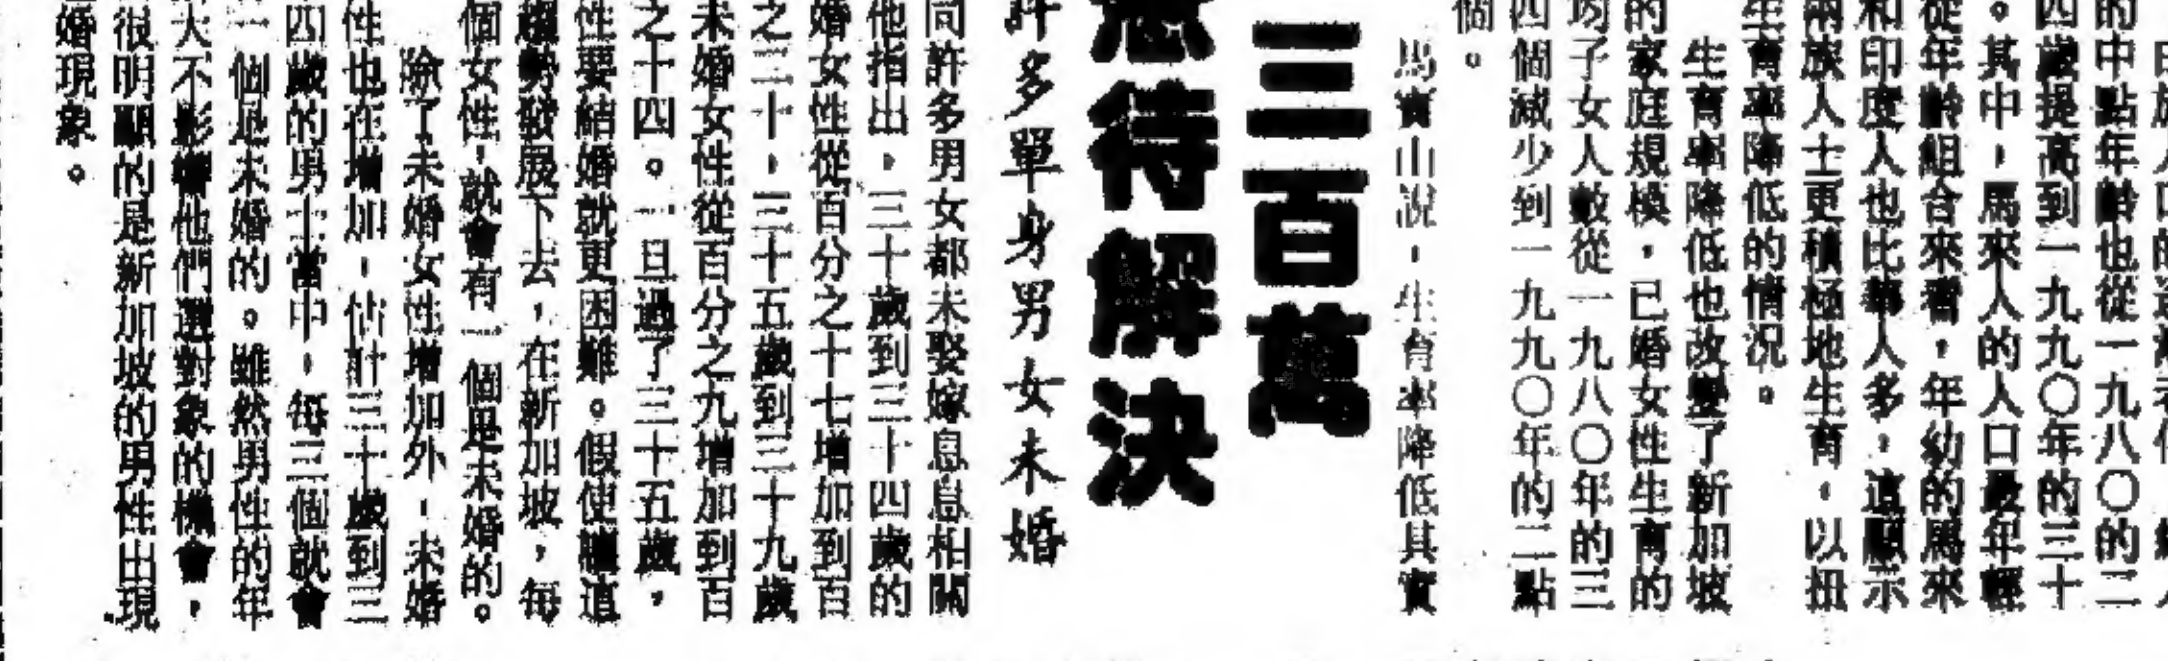 的中點年齡也從一九八〇的二
四歲提高到一九九〇年的三十
。其中，馬來人的人口最年輕
從年齡組合來看，年幼的馬來
和印度人也比華人多，這顯示
兩族人士更積極地生育，以扭
生育率降低的情況。
生育率降低也改變了新加坡
的家庭規模，已婚女性生育的
均子女人數從一九八〇年的三
四個減少到一九九〇年的二點
個。
馬寶山說，生育率降低其實
三百萬
待解決
許多單身男女未婚
同許多男女都未娶嫁息息相關
他指出，三十歲到三十四歲的
婚女性從百分之十七增加到百
之三十，三十五歲到三十九歲
未婚女性從百分之九增加到百
之十四。一旦過了三十五歲，
性要結婚就更困難。假使繼這
趨勢發展下去，在新加坡，每
個女性，就會有一個是未婚的。
除了未婚女性增加外，未婚
性也在增加，估計三十歲到三
四歲的男士當中，每三個就會
一個是未婚的。雖然男性的年
大不影響他們選對象的機會，
很明顯的是新加坡的男性出現
婚現象。